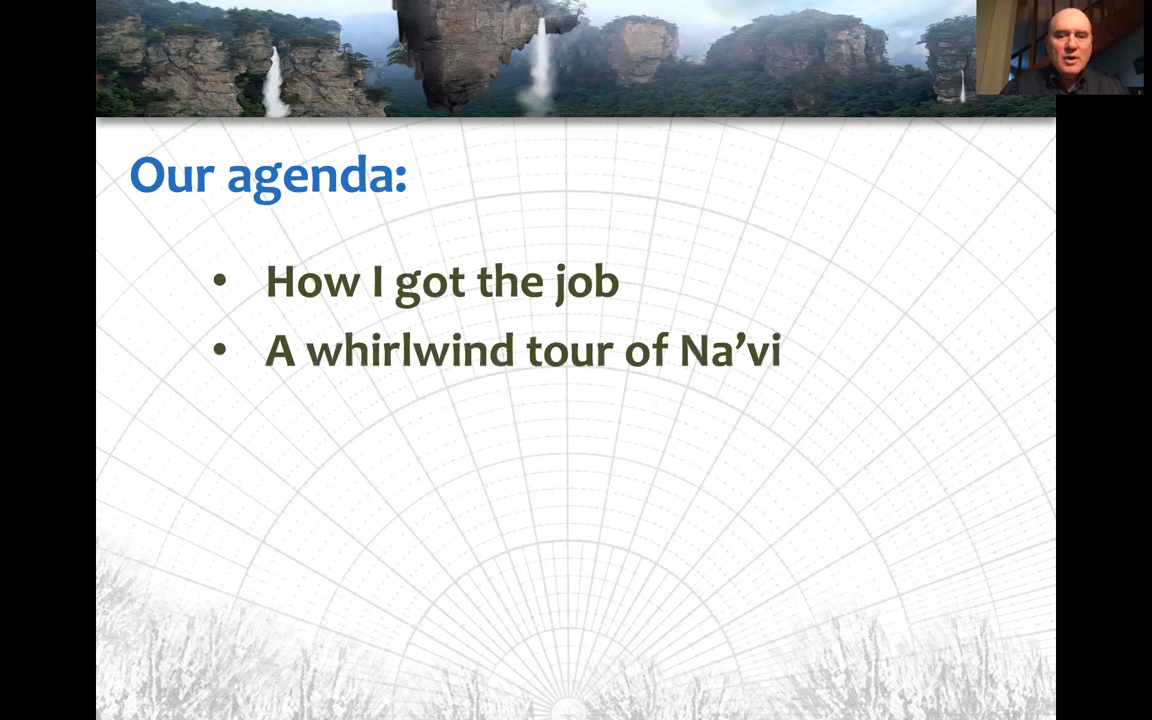 Our agenda:
• How I got the job
• A whirlwind tour of Na’vi